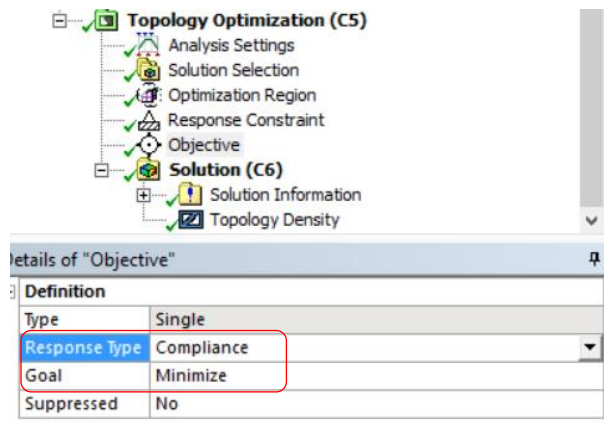 Topology Optimization (C5)
Analysis Settings
Solution Selection
Optimization Region
Response Constraint
Objective
Solution (C6)
Solution Information
Topology Density
Details of "Objective"
Definition
Type Single
Response Type Compliance
Goal Minimize
Suppressed No